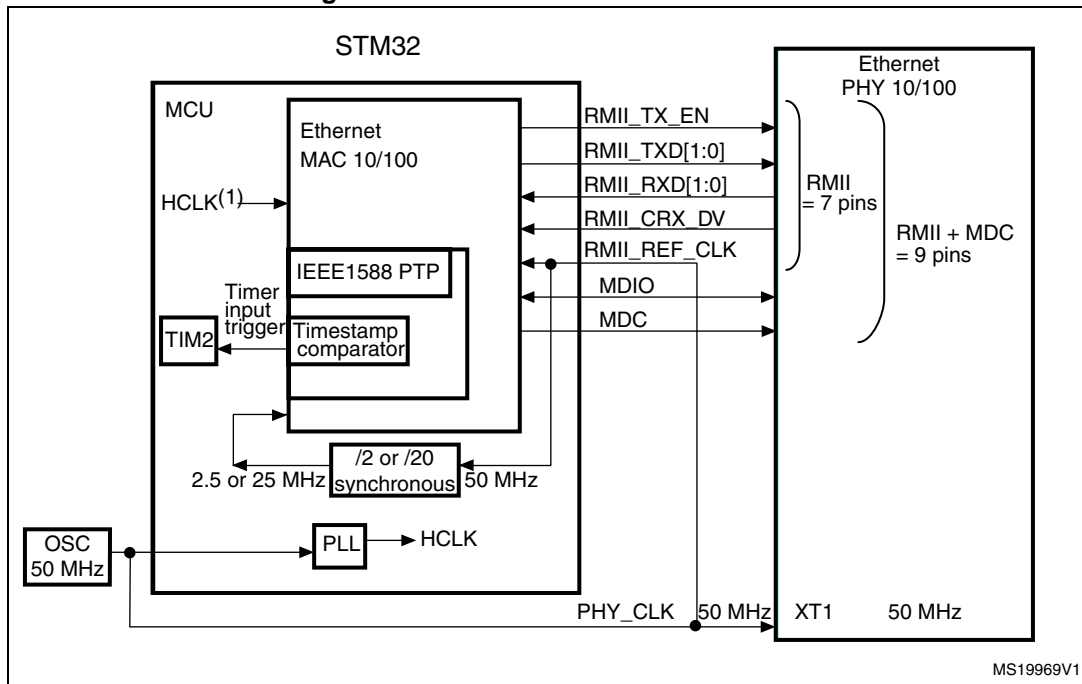 STM32
MCU
Ethernet
MAC 10/100
HCLK(1)
IEEE1588 PTP
Timer
input
trigger
TIM2
Timestamp
comparator
/2 or /20
synchronous
2.5 or 25 MHz
50 MHz
OSC
50 MHz
PLL
HCLK
RMII_TX_EN
RMII_TXD[1:0]
RMII_RXD[1:0]
RMII_CRX_DV
RMII_REF_CLK
MDIO
MDC
Ethernet
PHY 10/100
RMII
= 7 pins
RMII + MDC
= 9 pins
PHY_CLK 50 MHz
XT1 50 MHz
MS19969V1